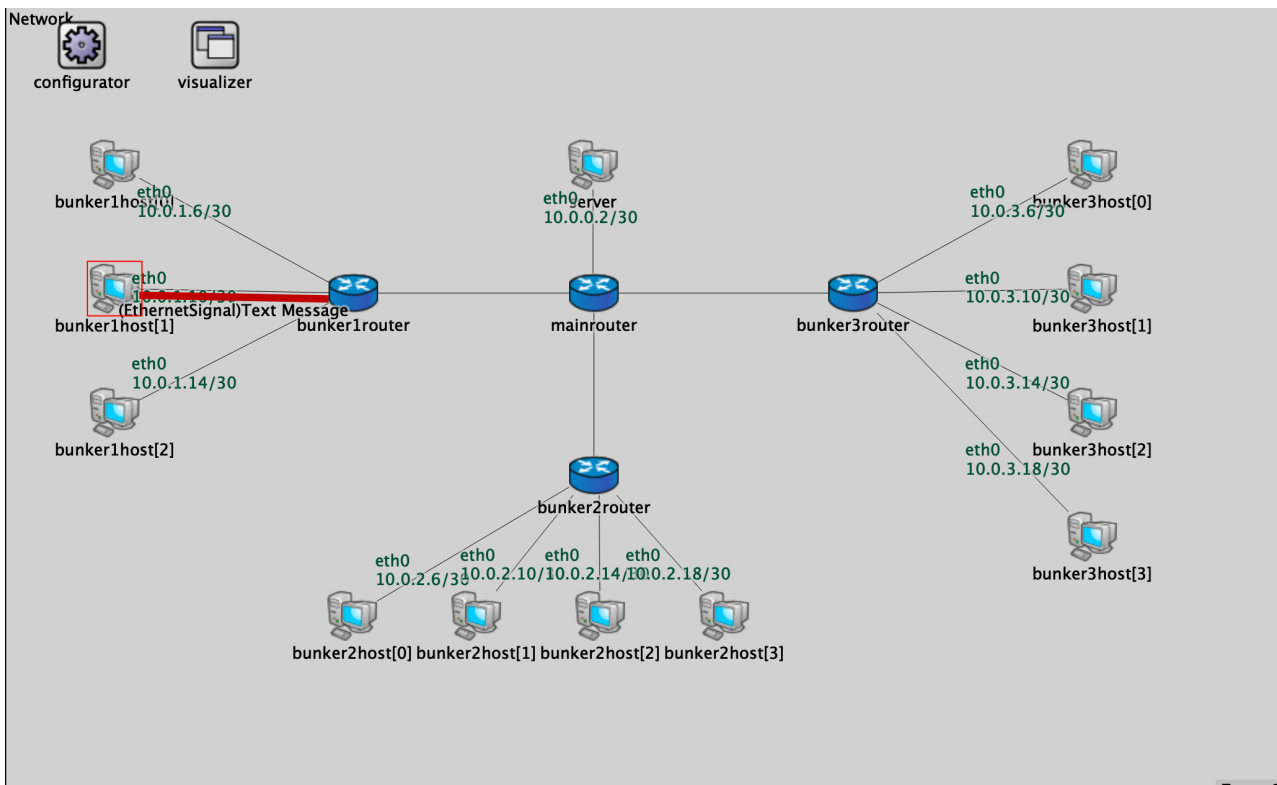 Network
configurator
visualizer
bunker1host[0]
eth0
10.0.1.6/30
server
eth0
10.0.0.2/30
eth0
10.0.3.6/30
bunker3host[0]
eth0
10.0.1.10/30
(EthernetSignal)Text Message
bunker1host[1]
bunker1router
mainrouter
bunker3router
eth0
10.0.3.10/30
bunker3host[1]
eth0
10.0.1.14/30
bunker1host[2]
eth0
10.0.3.14/30
bunker3host[2]
eth0
10.0.3.18/30
bunker2router
bunker3host[3]
eth0
10.0.2.6/30
eth0
10.0.2.10/30
eth0
10.0.2.14/30
eth0
10.0.2.18/30
bunker2host[0]
bunker2host[1]
bunker2host[2]
bunker2host[3]